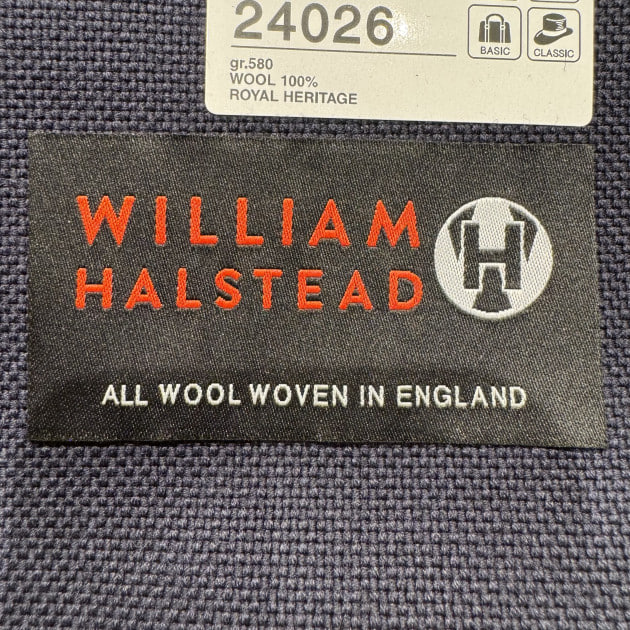 24026
BASIC
CLASSIC
gr.580
WOOL 100%
ROYAL HERITAGE
WILLIAM
HALSTEAD
H
ALL WOOL WOVEN IN ENGLAND